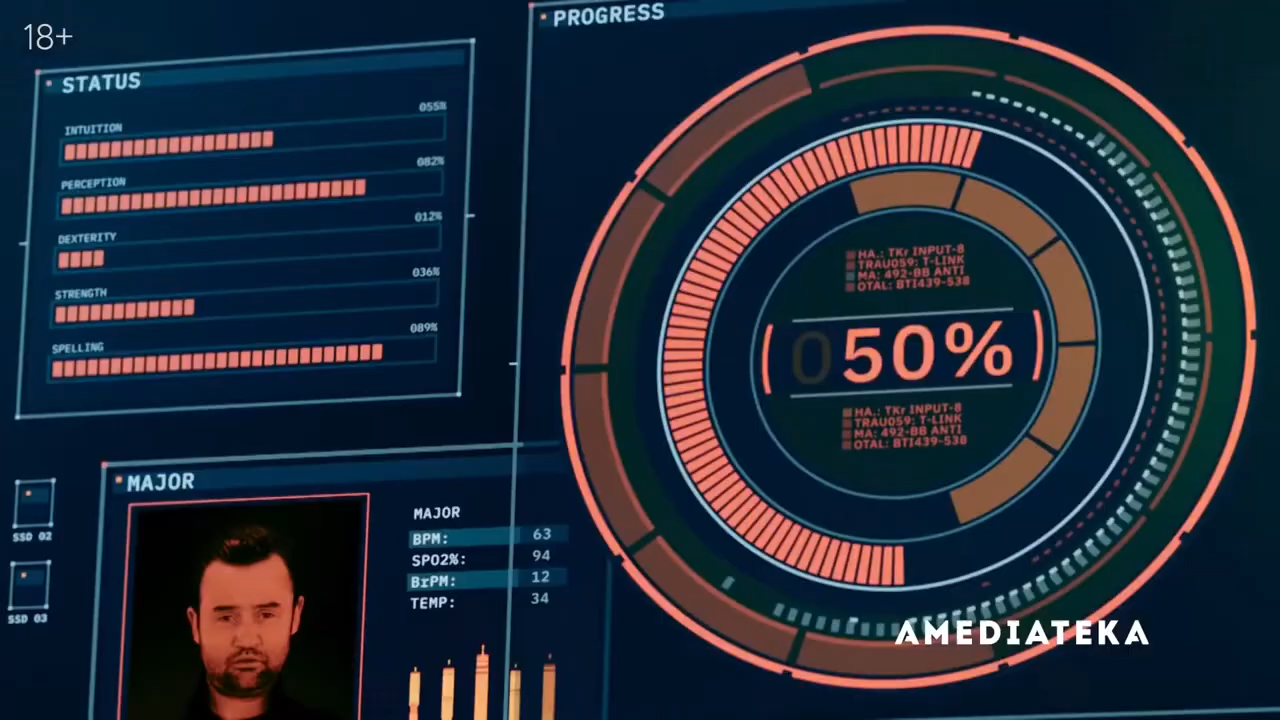 18+
PROGRESS
STATUS
INTUITION
055%
PERCEPTION
082%
DEXTERITY
012%
STRENGTH
036%
SPELLING
089%
HA.: TKr INPUT-8
TRAU059: T-LINK
MA: 492-BB ANTI
OTAL: BTI439-538
050%
HA.: TKr INPUT-8
TRAU059: T-LINK
MA: 492-BB ANTI
OTAL: BTI439-538
MAJOR
MAJOR
BPM: 63
SPO2%: 94
BrPM: 12
TEMP: 34
SSD 02
SSD 03
AMEDIATEKA